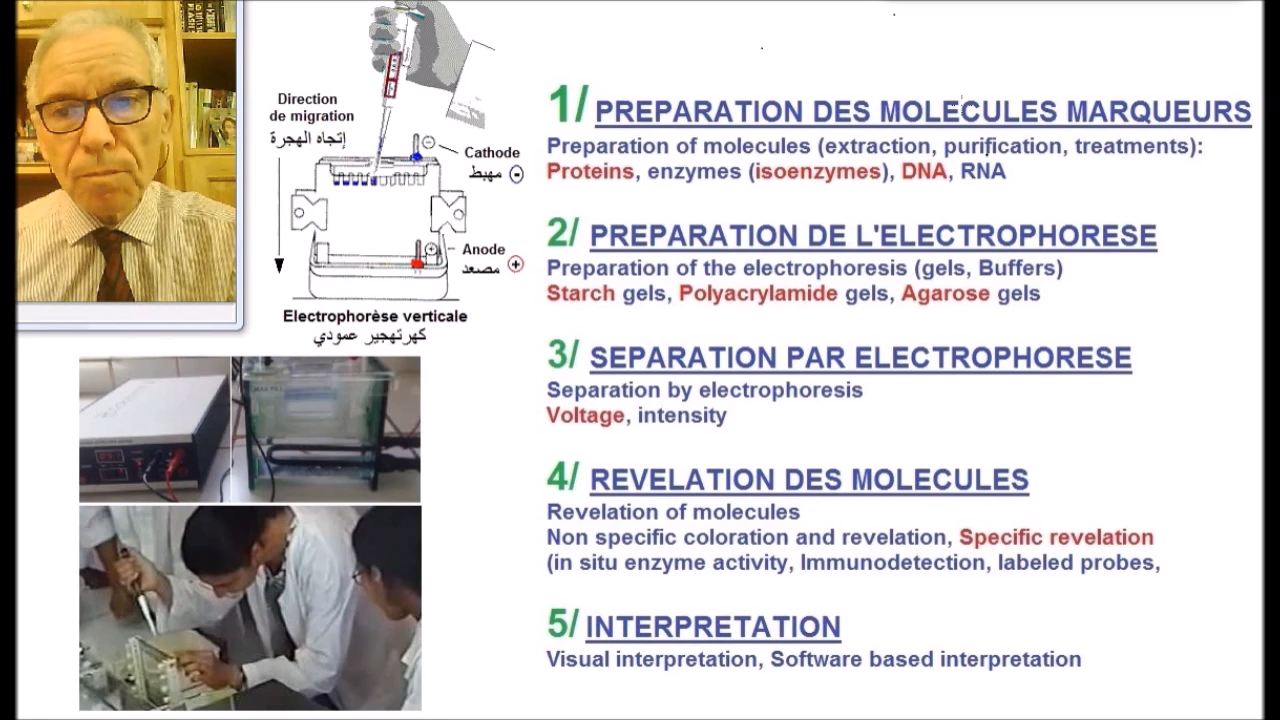 Direction
de migration
إتجاه الهجرة
Cathode
مهبط
Anode
مصعد
Electrophorèse verticale
كهرتهجير عمودي
1/ PREPARATION DES MOLECULES MARQUEURS
Preparation of molecules (extraction, purification, treatments):
Proteins, enzymes (isoenzymes), DNA, RNA
2/ PREPARATION DE L'ELECTROPHORESE
Preparation of the electrophoresis (gels, Buffers)
Starch gels, Polyacrylamide gels, Agarose gels
3/ SEPARATION PAR ELECTROPHORESE
Separation by electrophoresis
Voltage, intensity
4/ REVELATION DES MOLECULES
Revelation of molecules
Non specific coloration and revelation, Specific revelation
(in situ enzyme activity, Immunodetection, labeled probes,
5/ INTERPRETATION
Visual interpretation, Software based interpretation